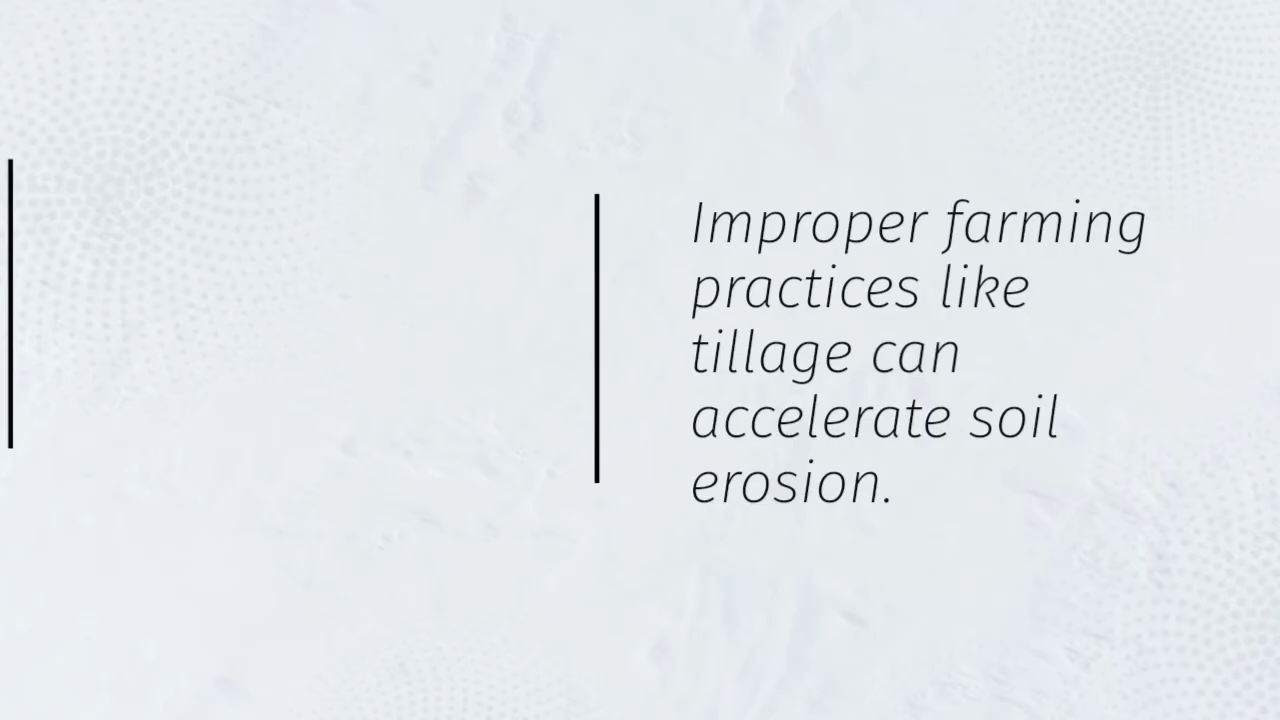 Improper farming
practices like
tillage can
accelerate soil
erosion.